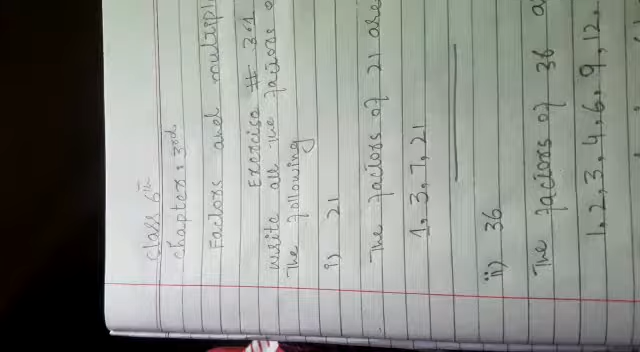 Class 6th
Chapter: 3rd
Factors and multipl
Exercise # 3.1
write all the factors o
The following
i) 21
The factors of 21 are
1, 3, 7, 21
ii) 36
The factors of 36 a
1, 2, 3, 4, 6, 9, 12,